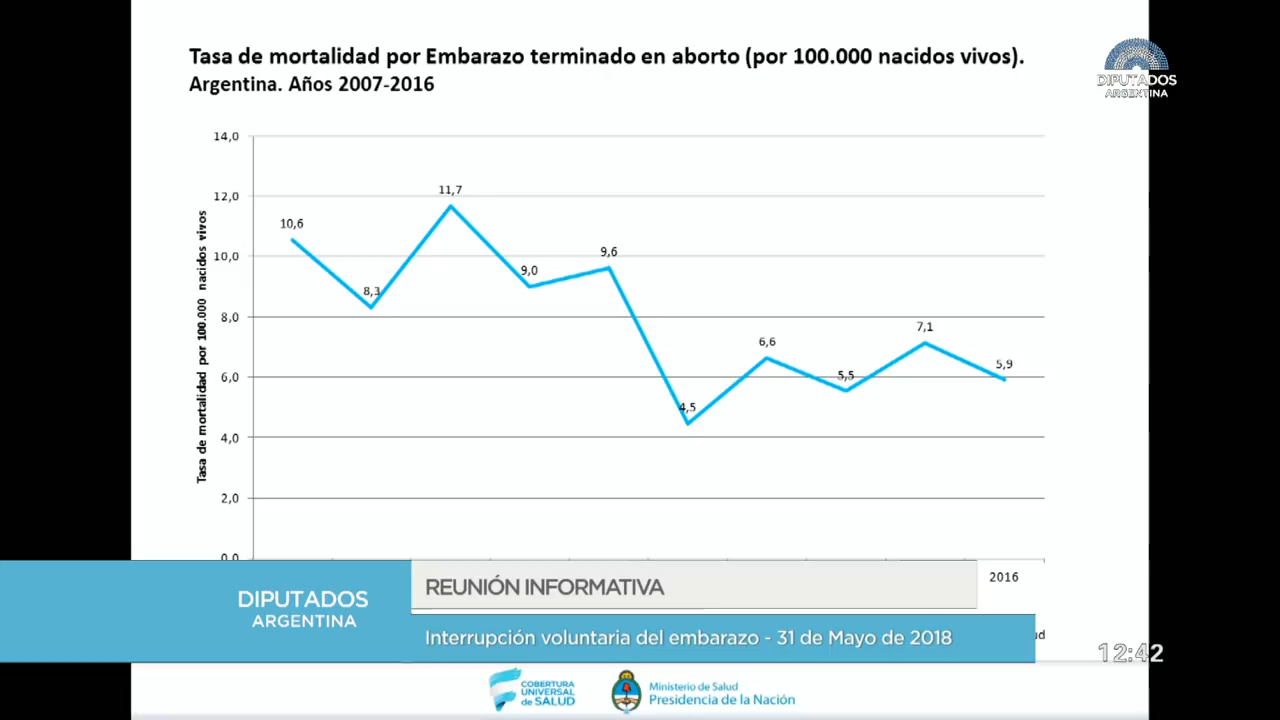 Tasa de mortalidad por Embarazo terminado en aborto (por 100.000 nacidos vivos).
Argentina. Años 2007-2016
DIPUTADOS
ARGENTINA
14,0
12,0
10,0
8,0
6,0
4,0
2,0
0,0
Tasa de mortalidad por 100.000 nacidos vivos
10,6
8,3
11,7
9,0
9,6
4,5
6,6
5,5
7,1
5,9
2016
DIPUTADOS
ARGENTINA
REUNIÓN INFORMATIVA
Interrupción voluntaria del embarazo - 31 de Mayo de 2018
12:42
COBERTURA
UNIVERSAL
de SALUD
Ministerio de Salud
Presidencia de la Nación